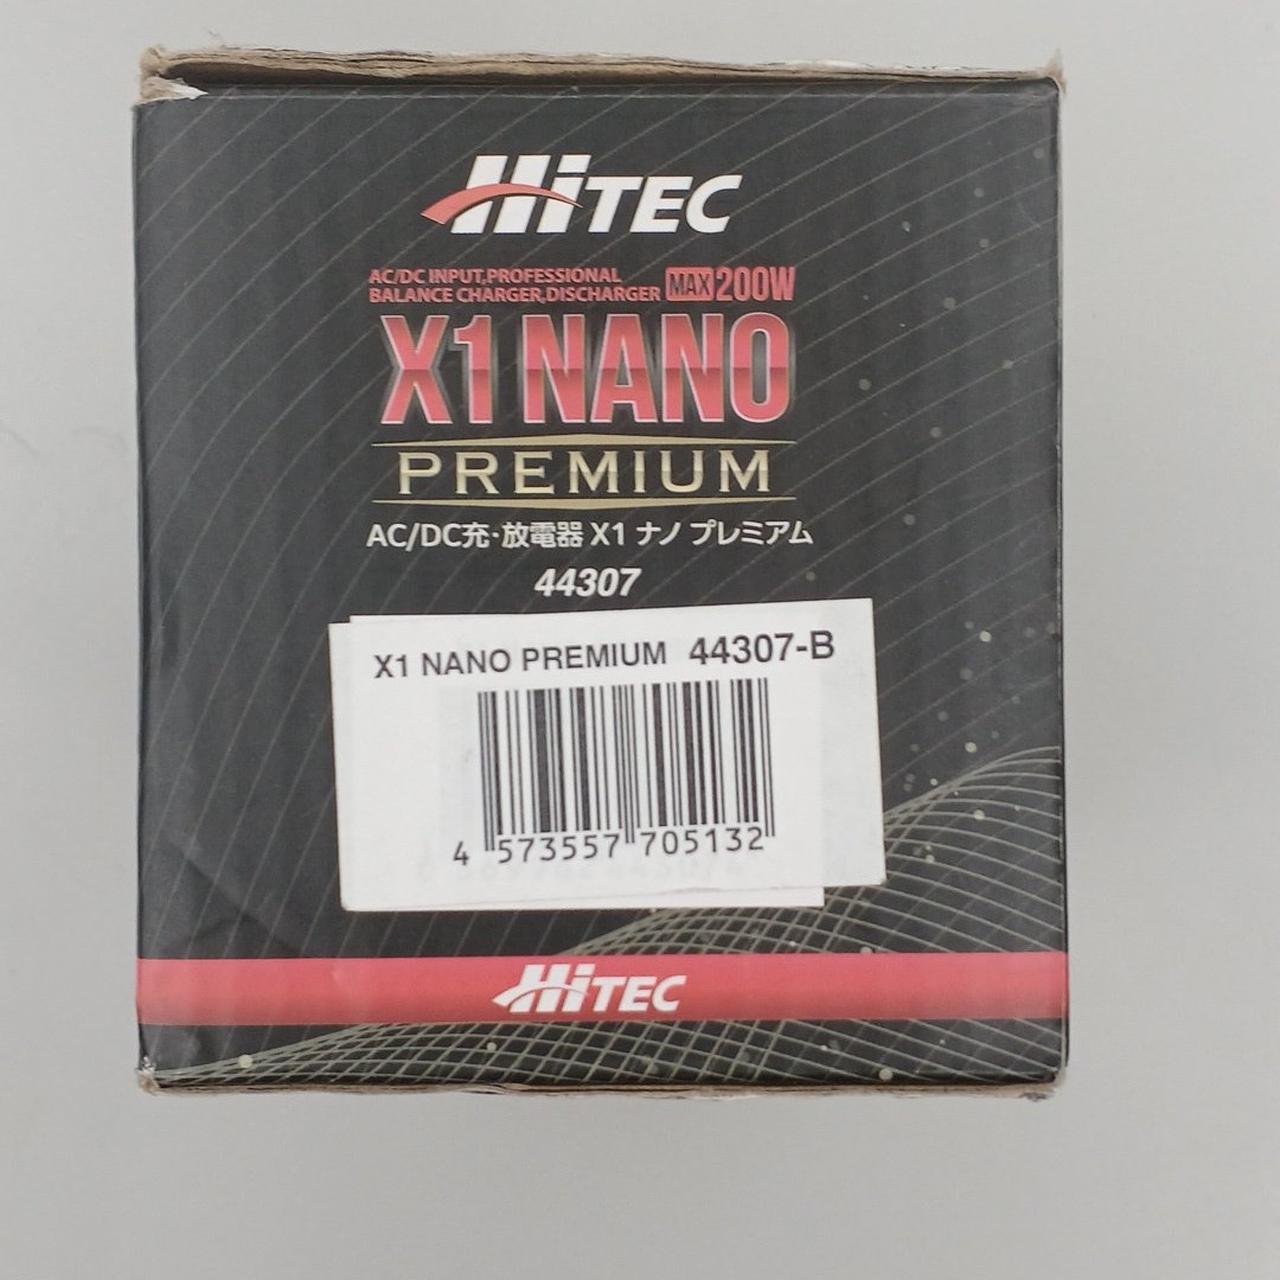 HiTEC
AC/DC INPUT,PROFESSIONAL
BALANCE CHARGER,DISCHARGER MAX 200W
X1 NANO
PREMIUM
AC/DC充・放電器 X1 ナノ プレミアム
44307
X1 NANO PREMIUM 44307-B
4 573557 705132
HiTEC